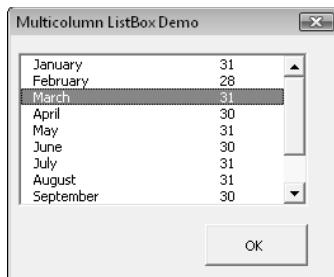 Multicolumn ListBox Demo
January 31
February 28
March 31
April 30
May 31
June 30
July 31
August 31
September 30
OK